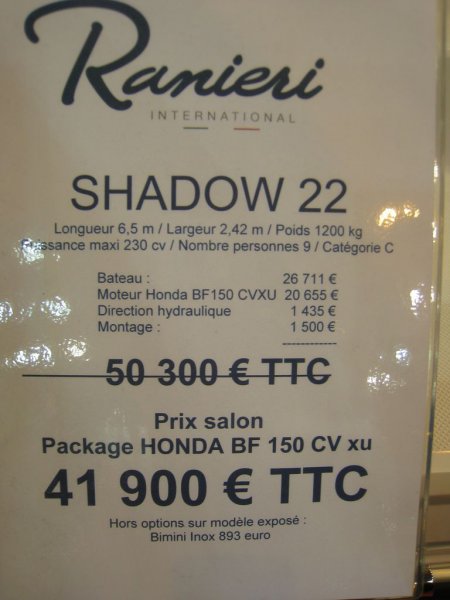 Ranieri
INTERNATIONAL
SHADOW 22
Longueur 6,5 m / Largeur 2,42 m / Poids 1200 kg
Puissance maxi 230 cv / Nombre personnes 9 / Catégorie C
Bateau : 26 711 €
Moteur Honda BF150 CVXU 20 655 €
Direction hydraulique 1 435 €
Montage : 1 500 €
------------
50 300 € TTC
Prix salon
Package HONDA BF 150 CV xu
41 900 € TTC
Hors options sur modèle exposé :
Bimini Inox 893 euro